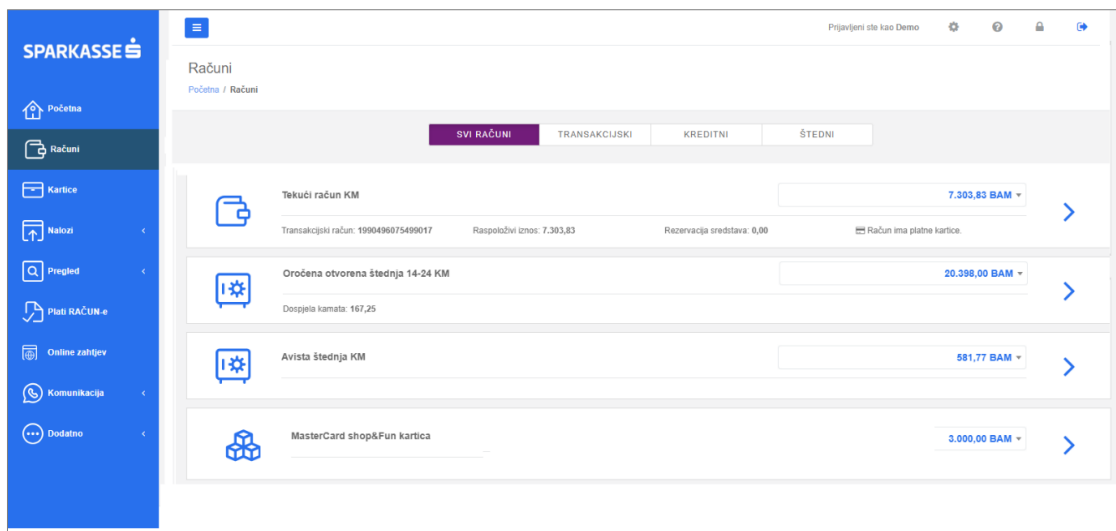 SPARKASSE
Prijavljeni ste kao Demo
Računi
Početna / Računi
Početna
Računi
Kartice
Nalozi
Pregled
Plati RAČUN-e
Online zahtjev
Komunikacija
Dodatno
SVI RAČUNI TRANSAKCIJSKI KREDITNI ŠTEDNI
Tekući račun KM 7.303,83 BAM
Transakcijski račun: 1990496075499017 Raspoloživi iznos: 7.303,83 Rezervacija sredstava: 0,00 Račun ima platne kartice.
Oročena otvorena štednja 14-24 KM 20.398,00 BAM
Dospjela kamata: 167,25
Avista štednja KM 581,77 BAM
MasterCard shop&Fun kartica 3.000,00 BAM